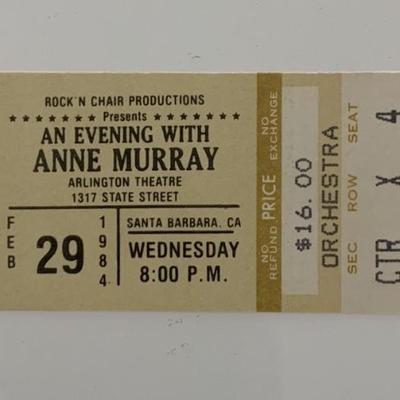 ROCK'N CHAIR PRODUCTIONS
Presents
AN EVENING WITH
ANNE MURRAY
ARLINGTON THEATRE
1317 STATE STREET
FEB
29
1984
SANTA BARBARA, CA
WEDNESDAY
8:00 P.M.
NO REFUND
PRICE
NO EXCHANGE
$16.00
ORCHESTRA
SEC ROW SEAT
CTR X 4